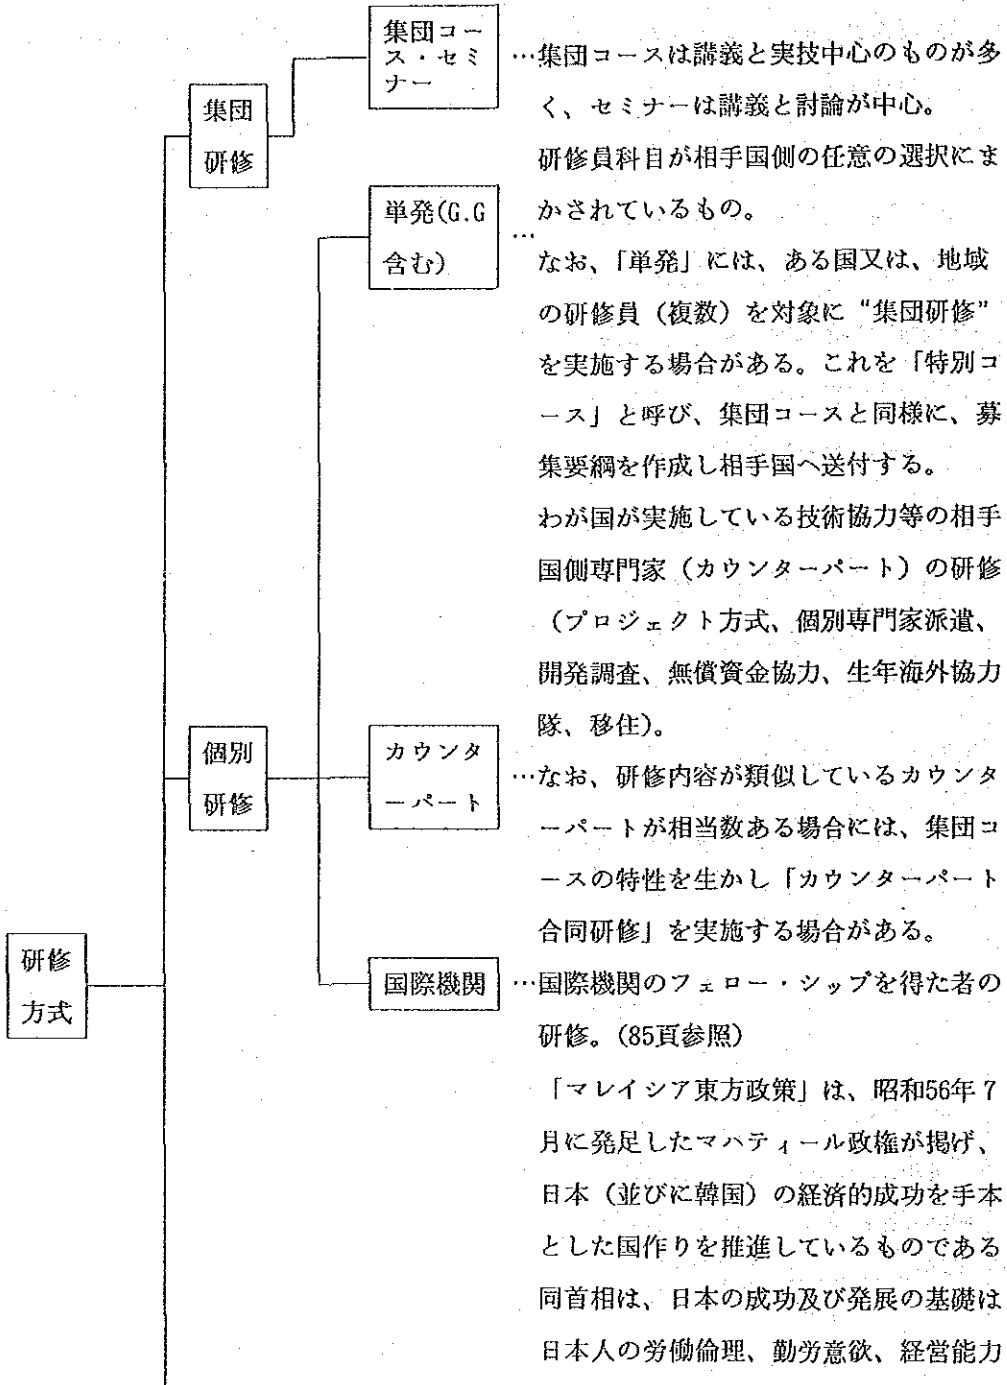 集団コー
ス・セミ
ナー
…集団コースは講義と実技中心のものが多
く、セミナーは講義と討論が中心。
集団
研修
研修員科目が相手国側の任意の選択にま
かされているもの。
単発(G.G
含む)
…
なお、「単発」には、ある国又は、地域
の研修員（複数）を対象に“集団研修”
を実施する場合がある。これを「特別コ
ース」と呼び、集団コースと同様に、募
集要綱を作成し相手国へ送付する。
わが国が実施している技術協力等の相手
国側専門家（カウンターパート）の研修
（プロジェクト方式、個別専門家派遣、
開発調査、無償資金協力、生年海外協力
隊、移住）。
個別
研修
カウンタ
ーパート
…なお、研修内容が類似しているカウンタ
ーパートが相当数ある場合には、集団コ
ースの特性を生かし「カウンターパート
合同研修」を実施する場合がある。
研修
方式
国際機関
…国際機関のフェロー・シップを得た者の
研修。(85頁参照)
「マレイシア東方政策」は、昭和56年7
月に発足したマハティール政権が掲げ、
日本（並びに韓国）の経済的成功を手本
とした国作りを推進しているものである
同首相は、日本の成功及び発展の基礎は
日本人の労働倫理、勤労意欲、経営能力